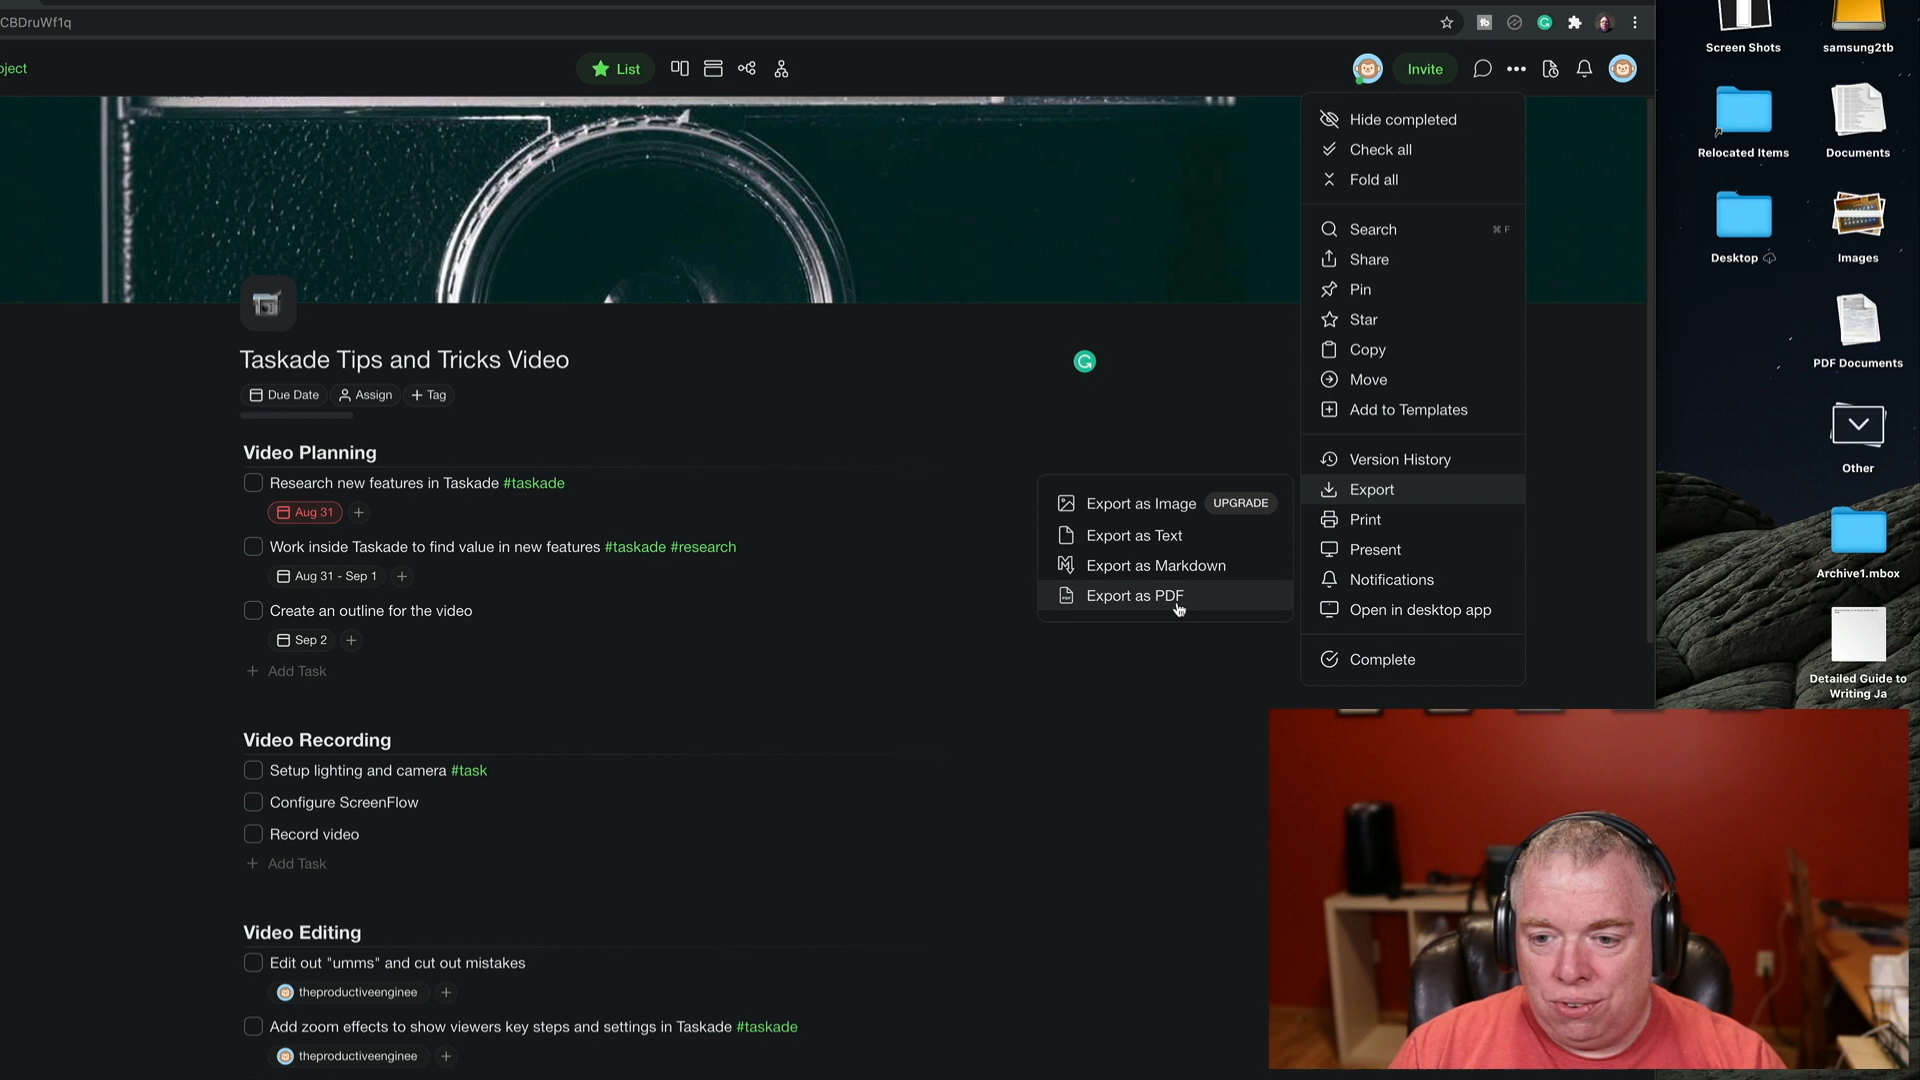 CBDruWf1q
oject
List
Invite
Hide completed
Check all
Fold all
Search ⌘ F
Share
Pin
Star
Copy
Move
Add to Templates
Version History
Export
Print
Present
Notifications
Open in desktop app
Complete
Export as Image UPGRADE
Export as Text
Export as Markdown
Export as PDF
Taskade Tips and Tricks Video
Due Date Assign + Tag
Video Planning
Research new features in Taskade #taskade
Aug 31 +
Work inside Taskade to find value in new features #taskade #research
Aug 31 - Sep 1 +
Create an outline for the video
Sep 2 +
+ Add Task
Video Recording
Setup lighting and camera #task
Configure ScreenFlow
Record video
+ Add Task
Video Editing
Edit out "umms" and cut out mistakes
theproductiveenginee +
Add zoom effects to show viewers key steps and settings in Taskade #taskade
theproductiveenginee +
Screen Shots
samsung2tb
Relocated Items
Documents
Desktop
Images
PDF Documents
Other
Archive1.mbox
Detailed Guide to
Writing Ja